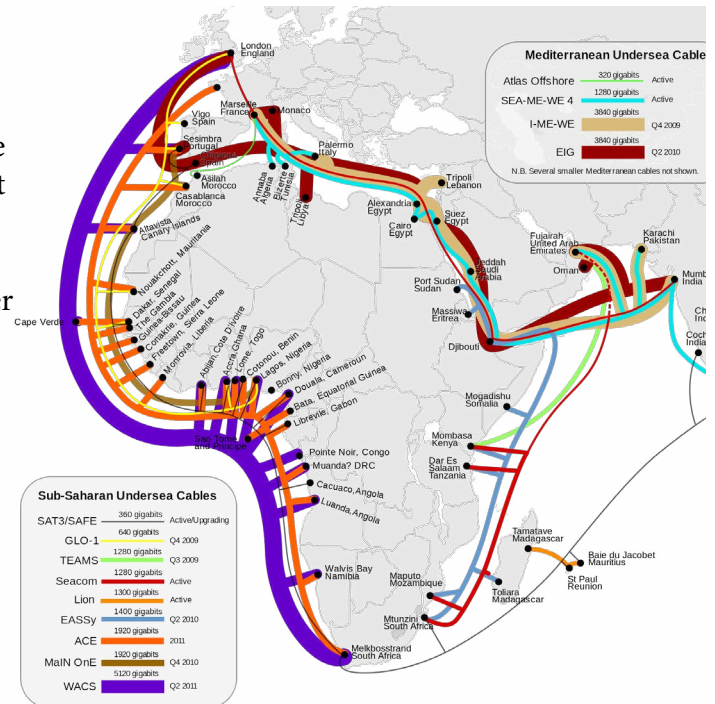 e
t
er
London
England
Vigo
Spain
Sesimbra
Portugal
Marseille
France
Monaco
Palermo
Italy
Annaba
Algeria
Bizerte
Tunisia
Tripoli
Libya
Asilah
Morocco
Casablanca
Morocco
Altavista
Canary Islands
Nouakchott, Mauritania
Dakar, Senegal
The Gambia
Guinea-Bissau
Conakrie, Guinea
Freetown, Sierra Leone
Monrovia, Liberia
Cape Verde
Abijan,Cote D'Ivoire
Accra,Ghana
Lome, Togo
Cotonou, Benin
Lagos, Nigeria
Bonny, Nigeria
Douala, Cameroun
Bata, Equatorial Guinea
Libreville, Gabon
Sao Tome
and Principe
Pointe Noir, Congo
Muanda? DRC
Cacuaco,Angola
Luanda,Angola
Walvis Bay
Namibia
Melkbosstrand
South Africa
Mtunzini
South Africa
Maputo
Mozambique
Toliara
Madagascar
Tamatave
Madagascar
Baie du Jacobet
Mauritius
St Paul
Reunion
Dar Es
Salaam
Tanzania
Mombasa
Kenya
Mogadishu
Somalia
Djibouti
Massiwa
Eritrea
Port Sudan
Sudan
Jeddah
Saudi
Arabia
Suez
Egypt
Cairo
Egypt
Alexandria
Egypt
Tripoli
Lebanon
Fujairah
United Arab
Emirates
Oman
Karachi
Pakistan
Mumb
India
Ch
Ind
Coch
India
Mediterranean Undersea Cable
Atlas Offshore 320 gigabits Active
SEA-ME-WE 4 1280 gigabits Active
I-ME-WE 3840 gigabits Q4 2009
EIG 3840 gigabits Q2 2010
N.B. Several smaller Mediterranean cables not shown.
Sub-Saharan Undersea Cables
SAT3/SAFE 360 gigabits Active/Upgrading
GLO-1 640 gigabits Q4 2009
TEAMS 1280 gigabits Q3 2009
Seacom 1280 gigabits Active
Lion 1300 gigabits Active
EASSy 1400 gigabits Q2 2010
ACE 1920 gigabits 2011
MaIN OnE 1920 gigabits Q4 2010
WACS 5120 gigabits Q2 2011